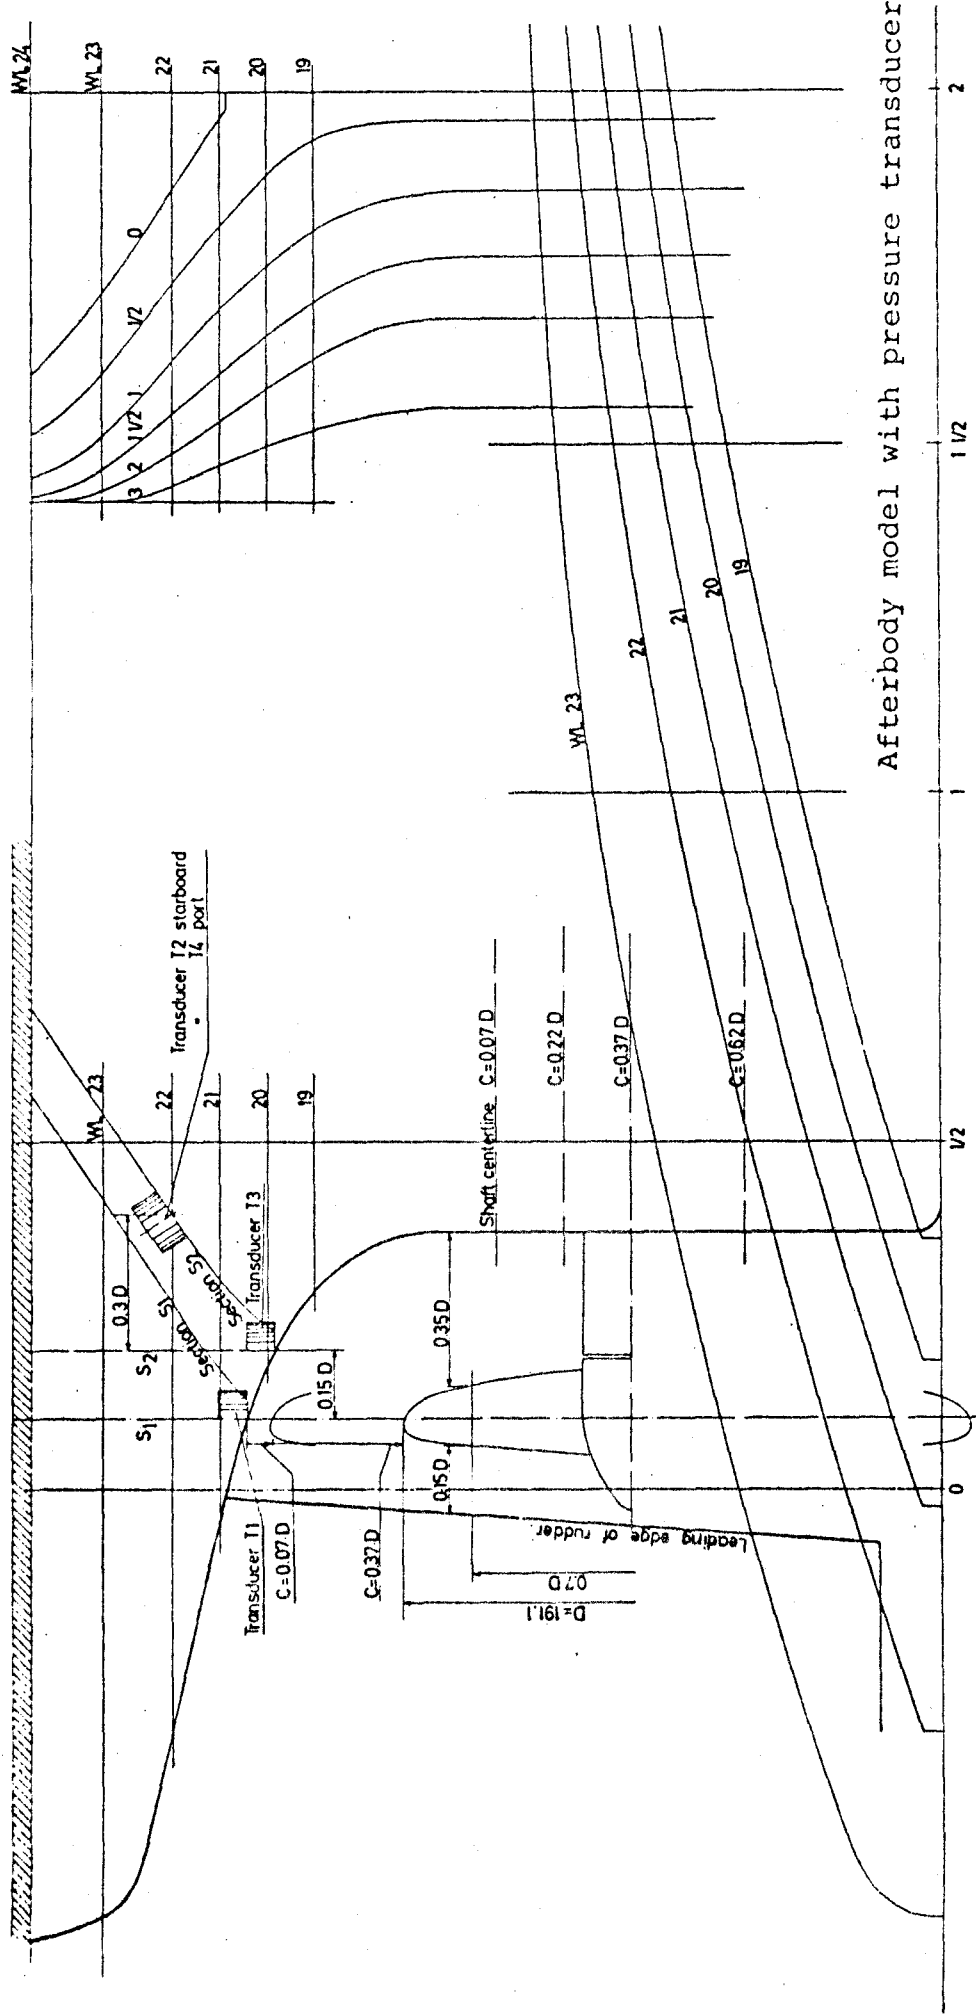 WL 24
WL 23
22
21
20
19
0
1/2
1
1 1/2
2
3
Transducer T2 starboard
" T4 port
WL 23
22
21
20
19
0.3 D
S1
S2
Section S1
Section S2
Transducer T3
0.15 D
Transducer T1
C=0.07 D
C=0.37 D
0.35 D
0.15 D
0.7 D
D=191.1
Leading edge of rudder
Shaft centerline C=0.07 D
C=0.22 D
C=0.37 D
C=0.62 D
WL 23
22
21
20
19
0
1/2
1
1 1/2
2
Afterbody model with pressure transducer